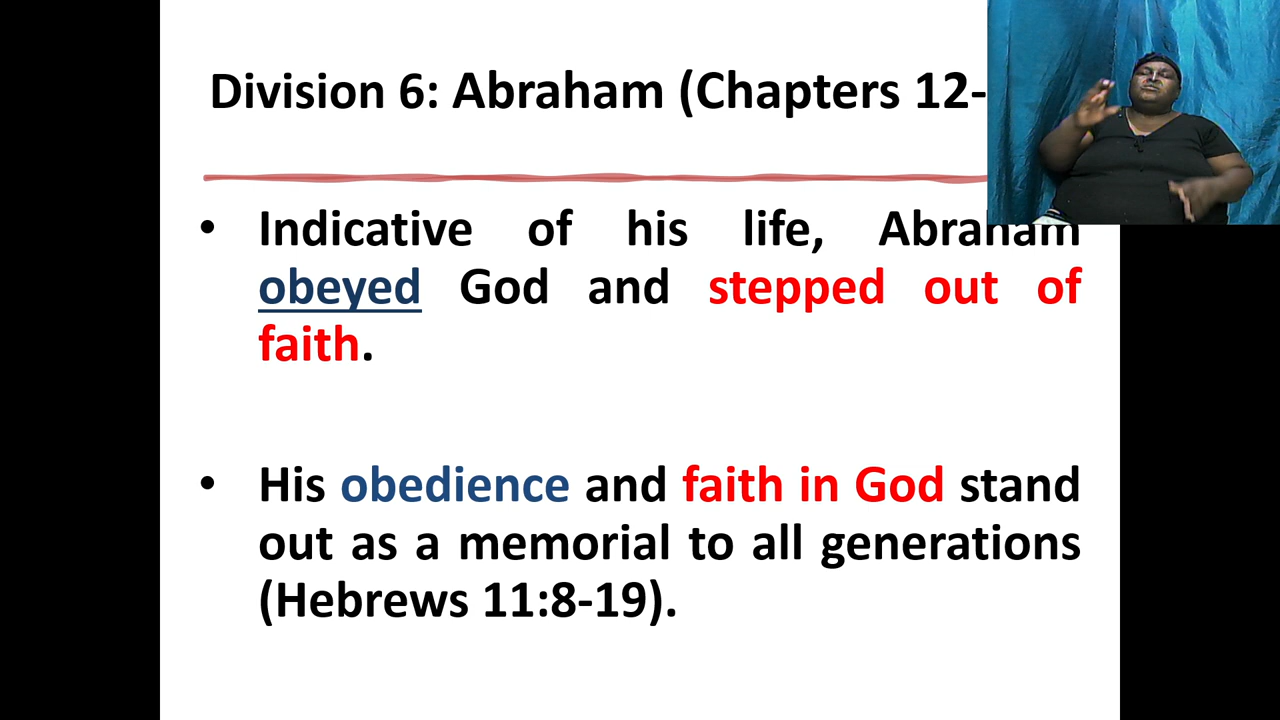 Division 6: Abraham (Chapters 12-
• Indicative of his life, Abraham
obeyed God and stepped out of
faith.
• His obedience and faith in God stand
out as a memorial to all generations
(Hebrews 11:8-19).